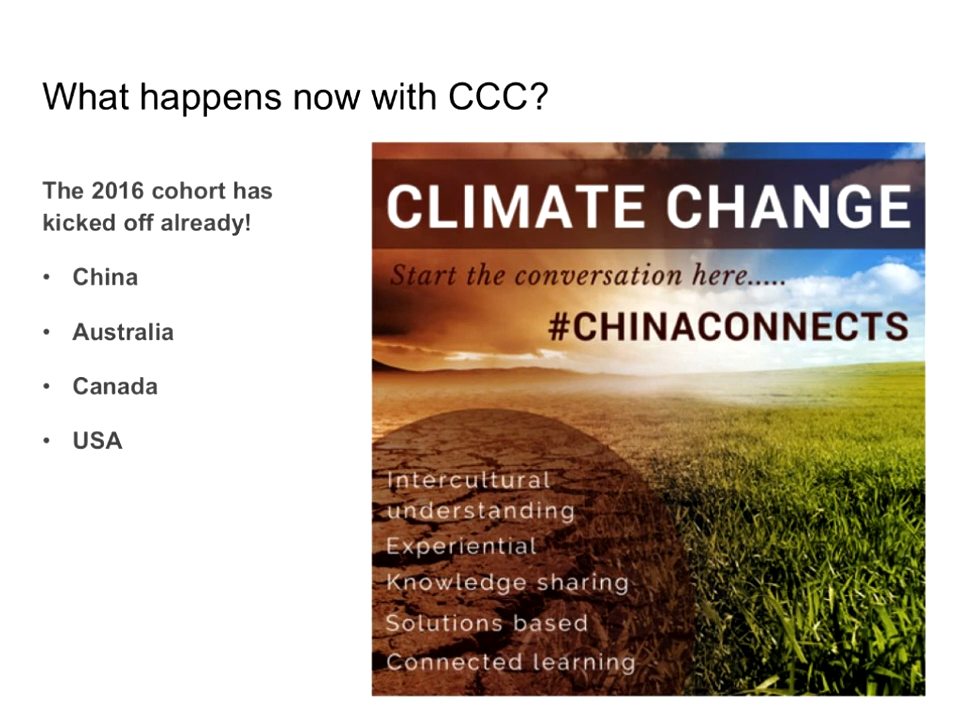 What happens now with CCC?
The 2016 cohort has
kicked off already!
• China
• Australia
• Canada
• USA
CLIMATE CHANGE
Start the conversation here.....
#CHINACONNECTS
Intercultural
understanding
Experiential
Knowledge sharing
Solutions based
Connected learning